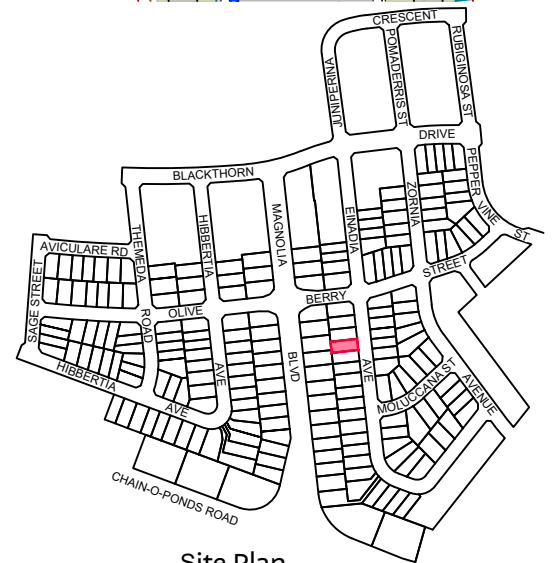 CRESCENT
JUNIPERINA
POMADERRIS ST
RUBIGINOSA ST
DRIVE
BLACKTHORN
PEPPER
VINE
ST
ZORNIA
EINADIA
MAGNOLIA
HIBBERTIA
THEMEDA
AVICULARE RD
SAGE STREET
STREET
BERRY
OLIVE
ROAD
AVE
BLVD
AVE
HIBBERTIA
AVE
MOLUCCANA ST
AVENUE
CHAIN-O-PONDS ROAD
Site Plan